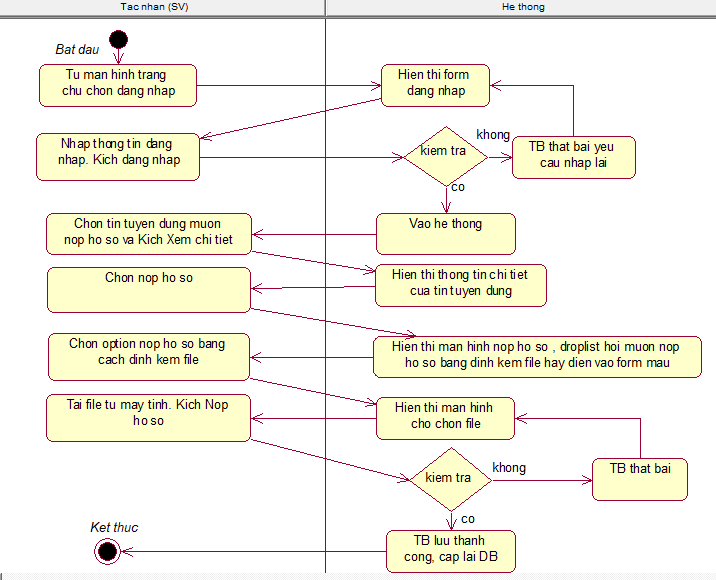 Tac nhan (SV)
He thong
Bat dau
Tu man hinh trang
chu chon dang nhap
Hien thi form
dang nhap
Nhap thong tin dang
nhap. Kich dang nhap
kiem tra
khong
TB that bai yeu
cau nhap lai
co
Chon tin tuyen dung muon
nop ho so va Kich Xem chi tiet
Vao he thong
Chon nop ho so
Hien thi thong tin chi tiet
cua tin tuyen dung
Chon option nop ho so bang
cach dinh kem file
Hien thi man hinh nop ho so , droplist hoi muon nop
ho so bang dinh kem file hay dien vao form mau
Tai file tu may tinh. Kich Nop
ho so
Hien thi man hinh
cho chon file
kiem tra
khong
TB that bai
co
Ket thuc
TB luu thanh
cong, cap lai DB